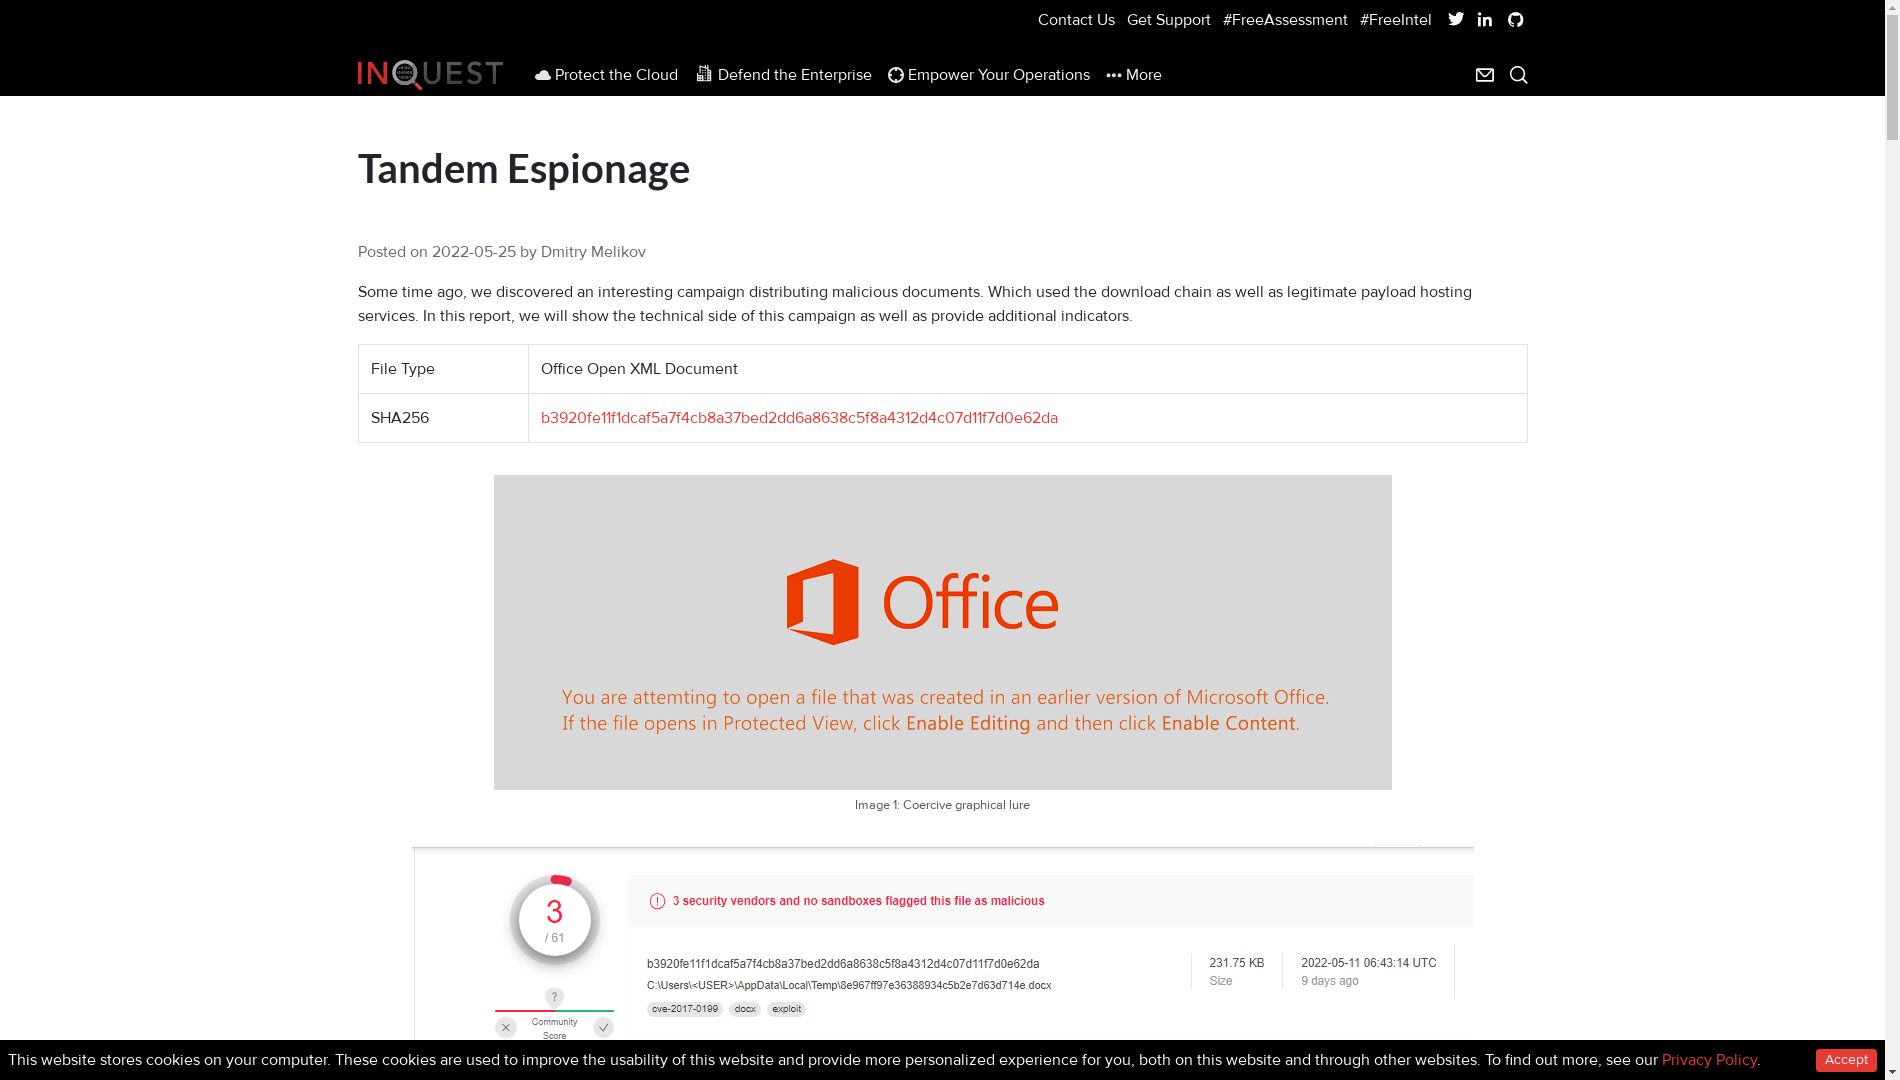 Contact Us Get Support #FreeAssessment #FreeIntel
INQUEST Protect the Cloud Defend the Enterprise Empower Your Operations More
Tandem Espionage
Posted on 2022-05-25 by Dmitry Melikov
Some time ago, we discovered an interesting campaign distributing malicious documents. Which used the download chain as well as legitimate payload hosting
services. In this report, we will show the technical side of this campaign as well as provide additional indicators.
File Type Office Open XML Document
SHA256 b3920fe11f1dcaf5a7f4cb8a37bed2dd6a8638c5f8a4312d4c07d11f7d0e62da
Office
You are attemting to open a file that was created in an earlier version of Microsoft Office.
If the file opens in Protected View, click Enable Editing and then click Enable Content.
Image 1: Coercive graphical lure
3
/ 61
3 security vendors and no sandboxes flagged this file as malicious
b3920fe11f1dcaf5a7f4cb8a37bed2dd6a8638c5f8a4312d4c07d11f7d0e62da
C:\Users\<USER>\AppData\Local\Temp\8e967ff97e36388934c5b2e7d63d714e.docx
cve-2017-0199 docx exploit
231.75 KB
Size
2022-05-11 06:43:14 UTC
9 days ago
?
Community
Score
This website stores cookies on your computer. These cookies are used to improve the usability of this website and provide more personalized experience for you, both on this website and through other websites. To find out more, see our Privacy Policy.
Accept